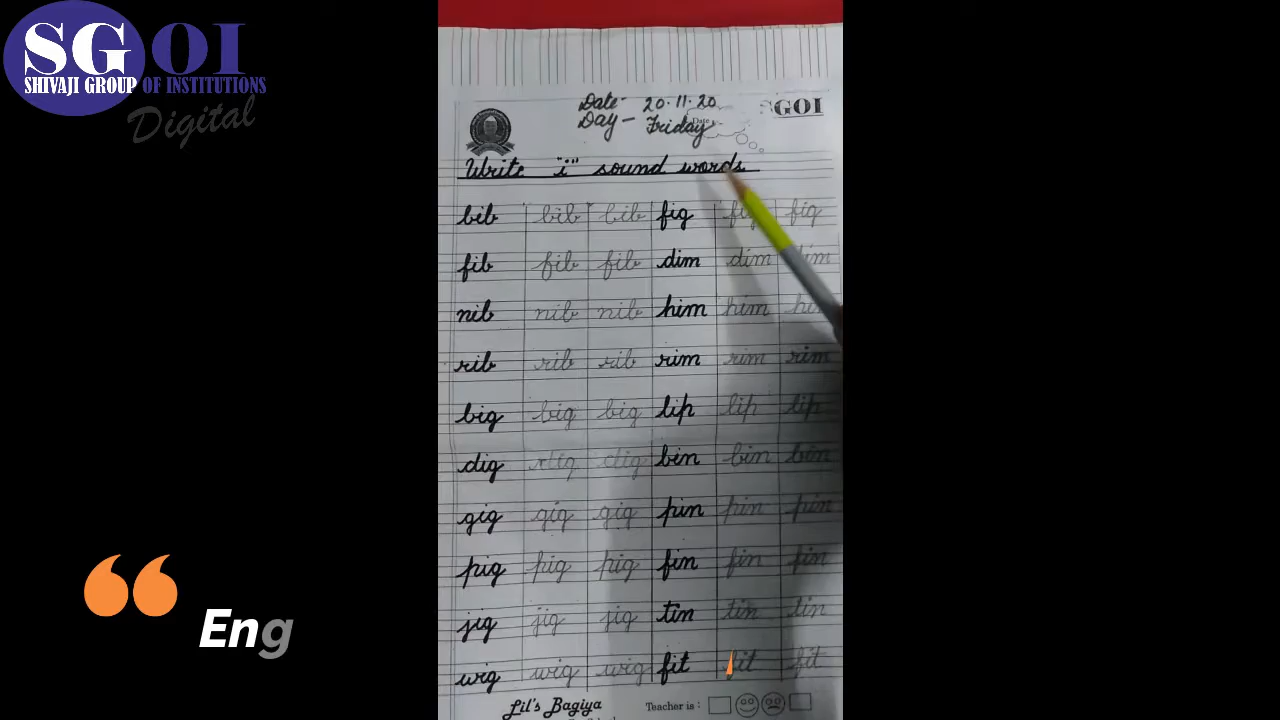 SGOI
SHIVAJI GROUP OF INSTITUTIONS
Digital
Date- 20.11.20
SGOI
Day- Friday
Write "i" sound words
bib bib bib fig fig fig
fib fib fib dim dim dim
nib nib nib him him him
rib rib rib rim rim rim
big big big lip lip lip
dig dig dig bin bin bin
gig gig gig pin pin pin
pig pig pig fin fin fin
jig jig jig tin tin tin
wig wig wig fit fit fit
Lil's Bagiya
Teacher is :
“ Eng